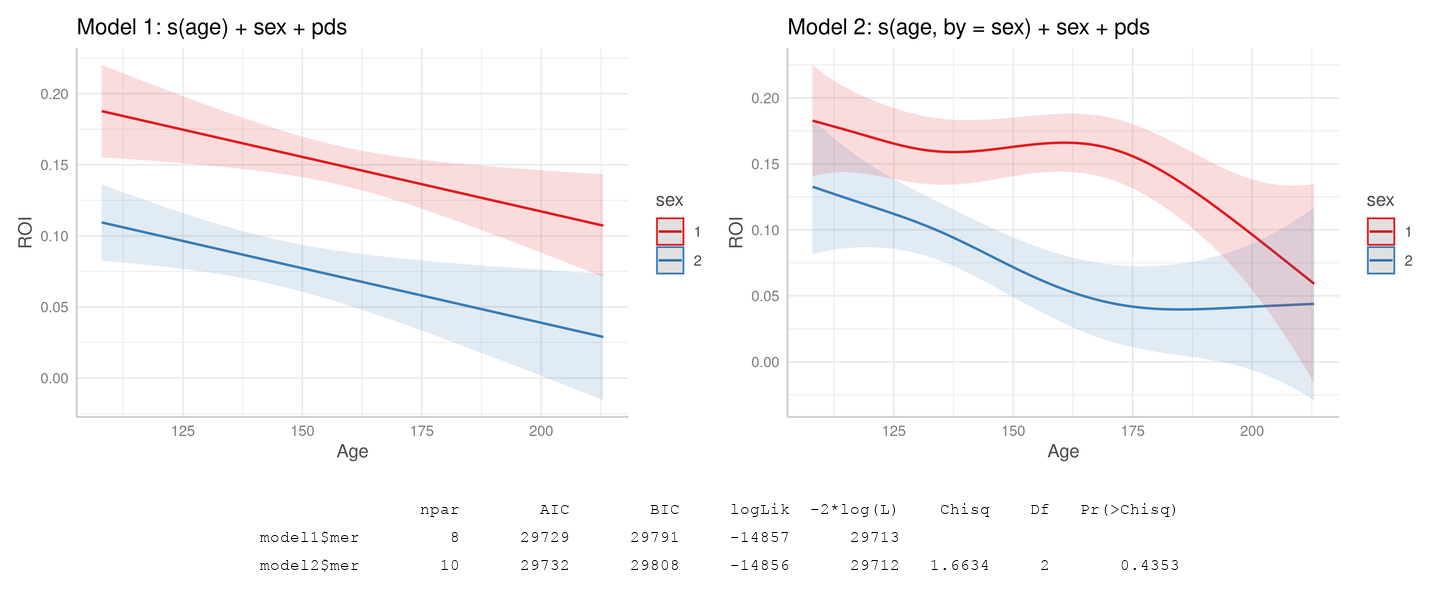 Model 1: s(age) + sex + pds
0.20
0.15
0.10
0.05
0.00
ROI
125 150 175 200
Age
sex
1
2
Model 2: s(age, by = sex) + sex + pds
0.20
0.15
0.10
0.05
0.00
ROI
125 150 175 200
Age
sex
1
2
npar AIC BIC logLik -2*log(L) Chisq Df Pr(>Chisq)
model1$mer 8 29729 29791 -14857 29713
model2$mer 10 29732 29808 -14856 29712 1.6634 2 0.4353